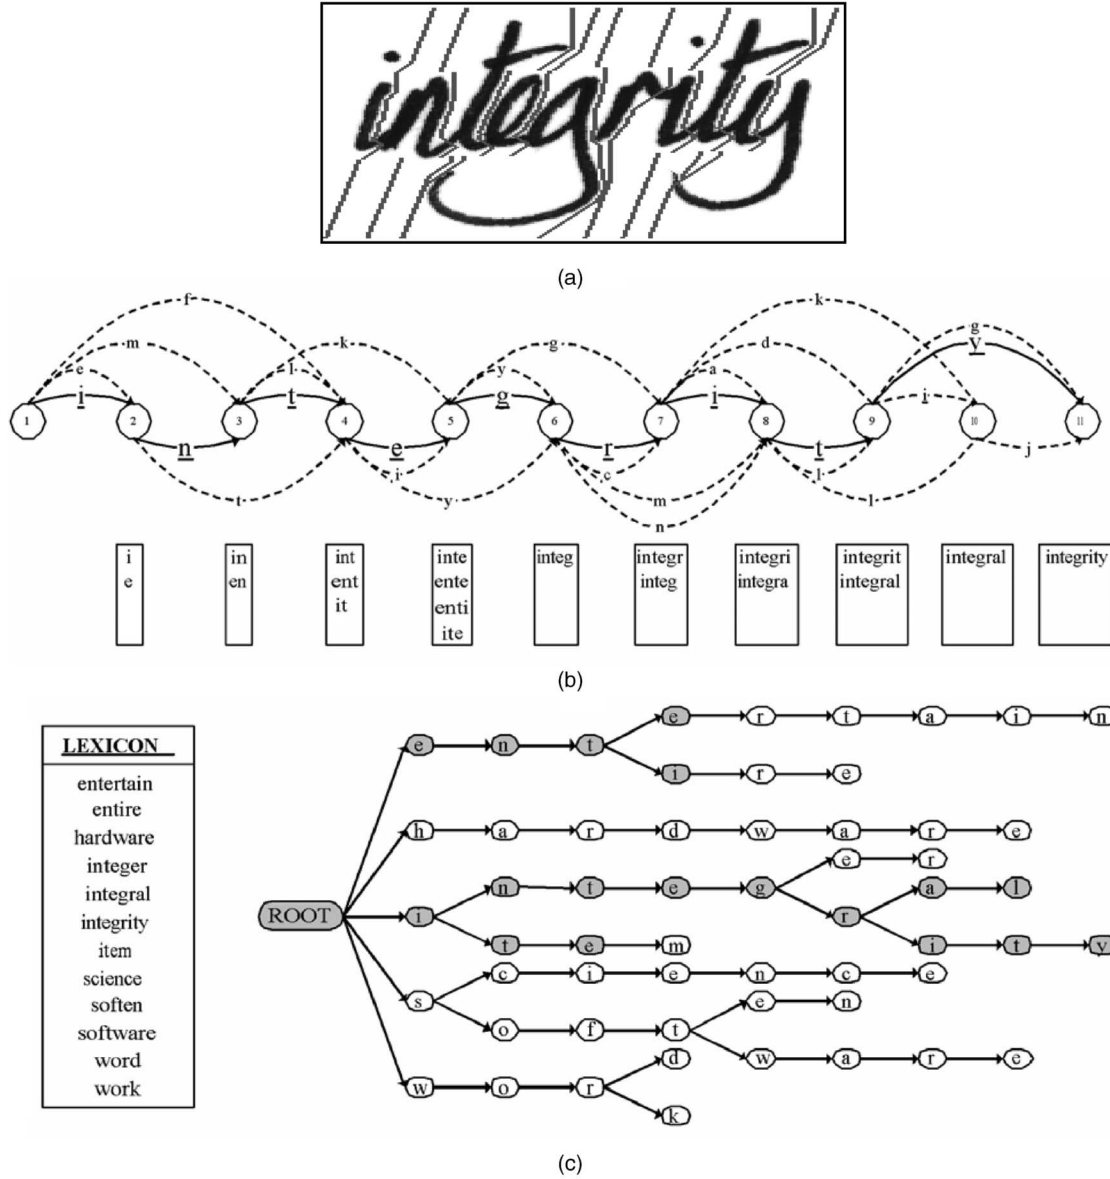 integrity
(a)
f k
m k g d g
y
e l y a
i t g i i
1 2 3 4 5 6 7 8 9 10 11
n e r t j
i c l
t y m l
n
i in int inte integ integr integri integrit integral integrity
e en ent ente integ integra integral
it enti
ite
(b)
LEXICON
entertain
entire
hardware
integer
integral
integrity
item
science
soften
software
word
work
e r t a i n
e n t
i r e
h a r d w a r e
e r
n t e g a l
ROOT i r
t e m i t y
c i e n c e
s e n
o f t
w a r e
d
w o r
k
(c)